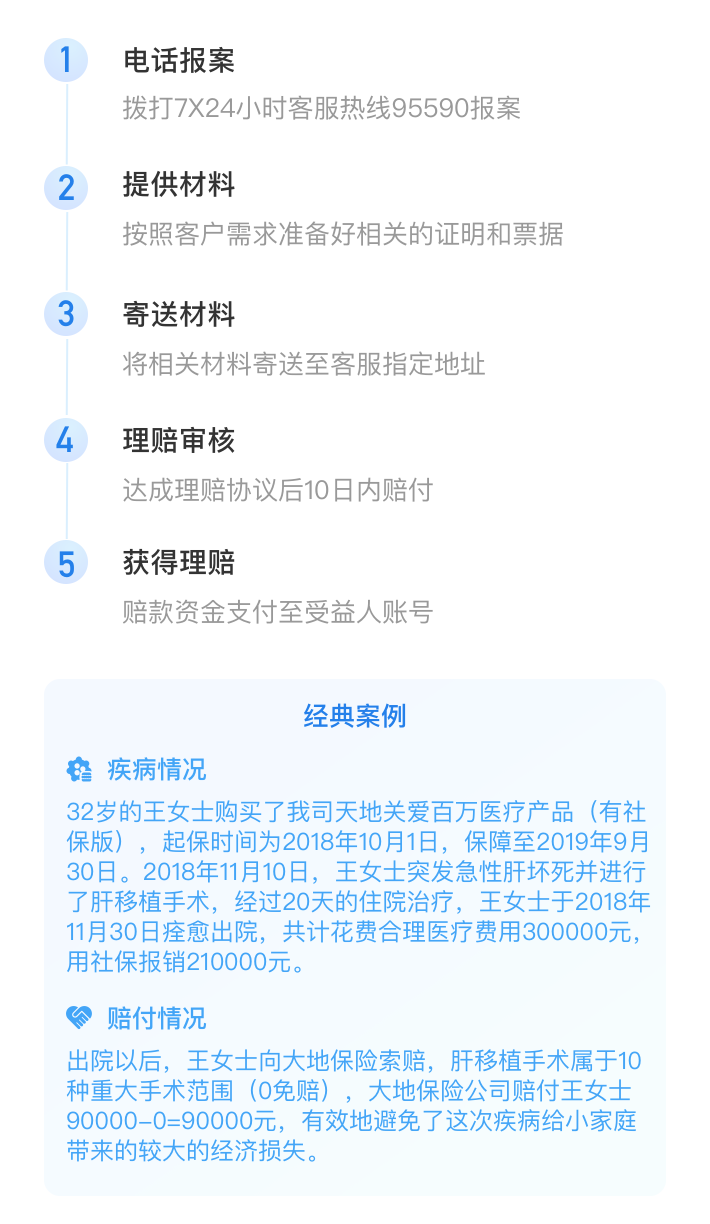 1 电话报案
拨打7X24小时客服热线95590报案
2 提供材料
按照客户需求准备好相关的证明和票据
3 寄送材料
将相关材料寄送至客服指定地址
4 理赔审核
达成理赔协议后10日内赔付
5 获得理赔
赔款资金支付至受益人账号
经典案例
疾病情况
32岁的王女士购买了我司天地关爱百万医疗产品（有社
保版），起保时间为2018年10月1日，保障至2019年9月
30日。2018年11月10日，王女士突发急性肝坏死并进行
了肝移植手术，经过20天的住院治疗，王女士于2018年
11月30日痊愈出院，共计花费合理医疗费用300000元，
用社保报销210000元。
赔付情况
出院以后，王女士向大地保险索赔，肝移植手术属于10
种重大手术范围（0免赔），大地保险公司赔付王女士
90000–0=90000元，有效地避免了这次疾病给小家庭
带来的较大的经济损失。